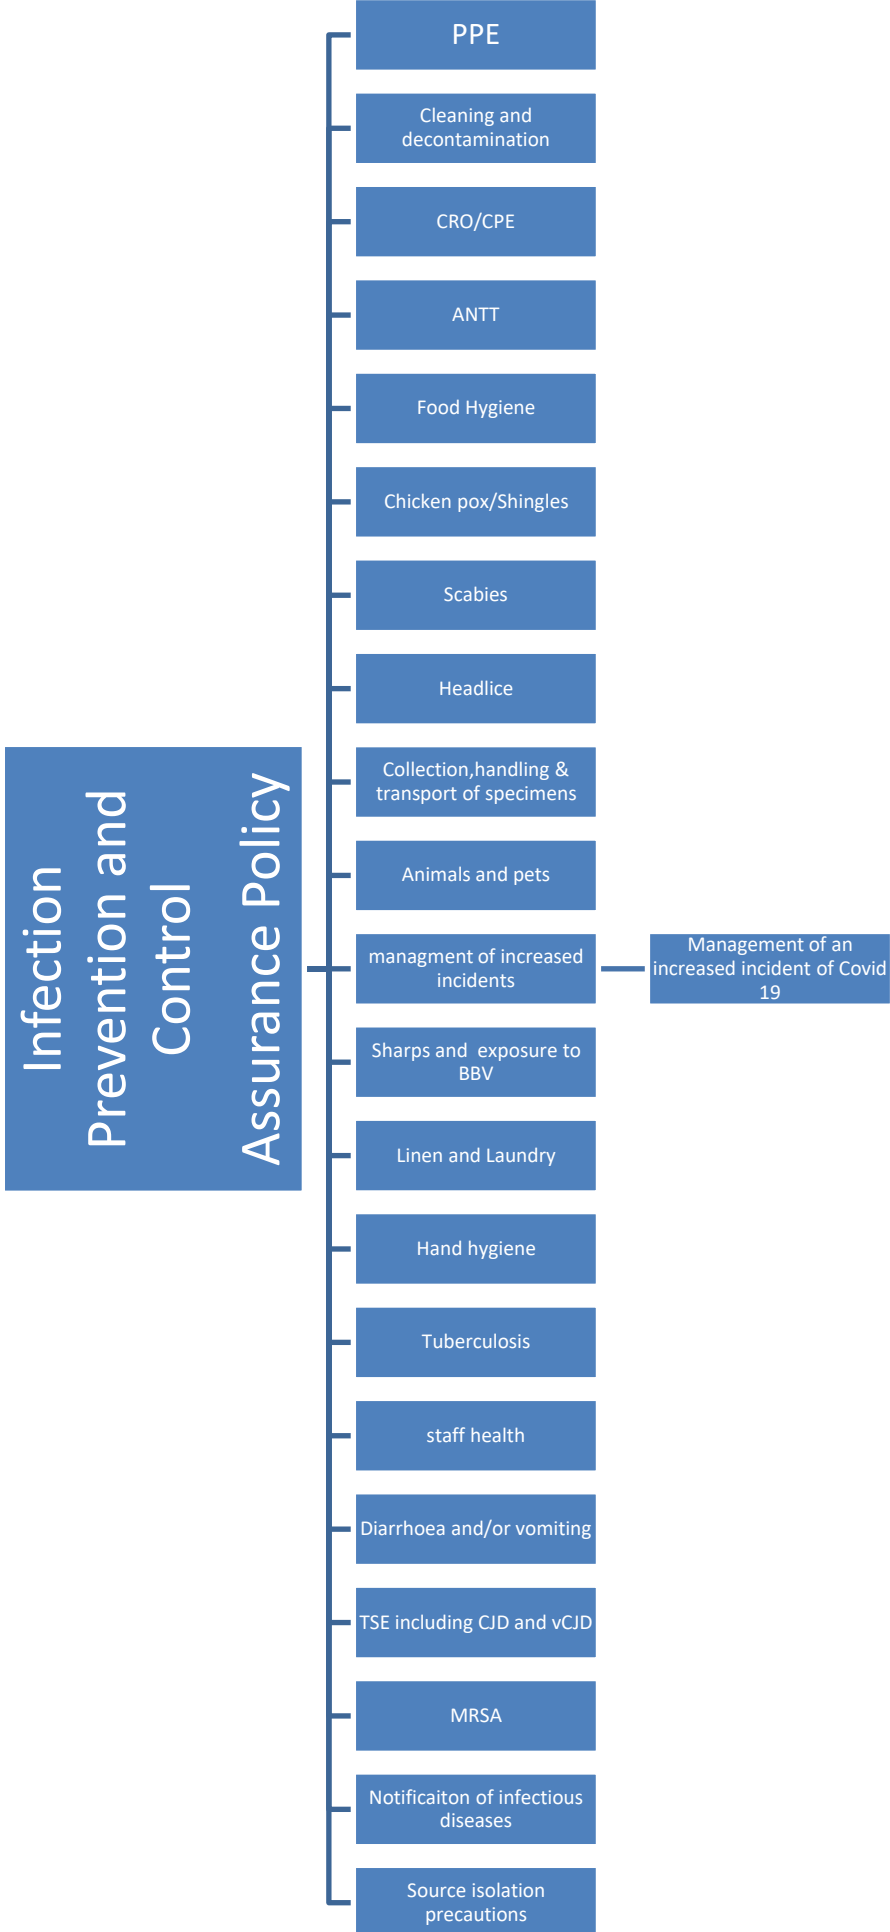 PPE
Cleaning and
decontamination
CRO/CPE
ANTT
Food Hygiene
Chicken pox/Shingles
Scabies
Headlice
Collection,handling &
transport of specimens
Animals and pets
Infection
Prevention and
Control
Assurance Policy
managment of increased
incidents
Management of an
increased incident of Covid
19
Sharps and  exposure to
BBV
Linen and Laundry
Hand hygiene
Tuberculosis
staff health
Diarrhoea and/or vomiting
TSE including CJD and vCJD
MRSA
Notificaiton of infectious
diseases
Source isolation
precautions